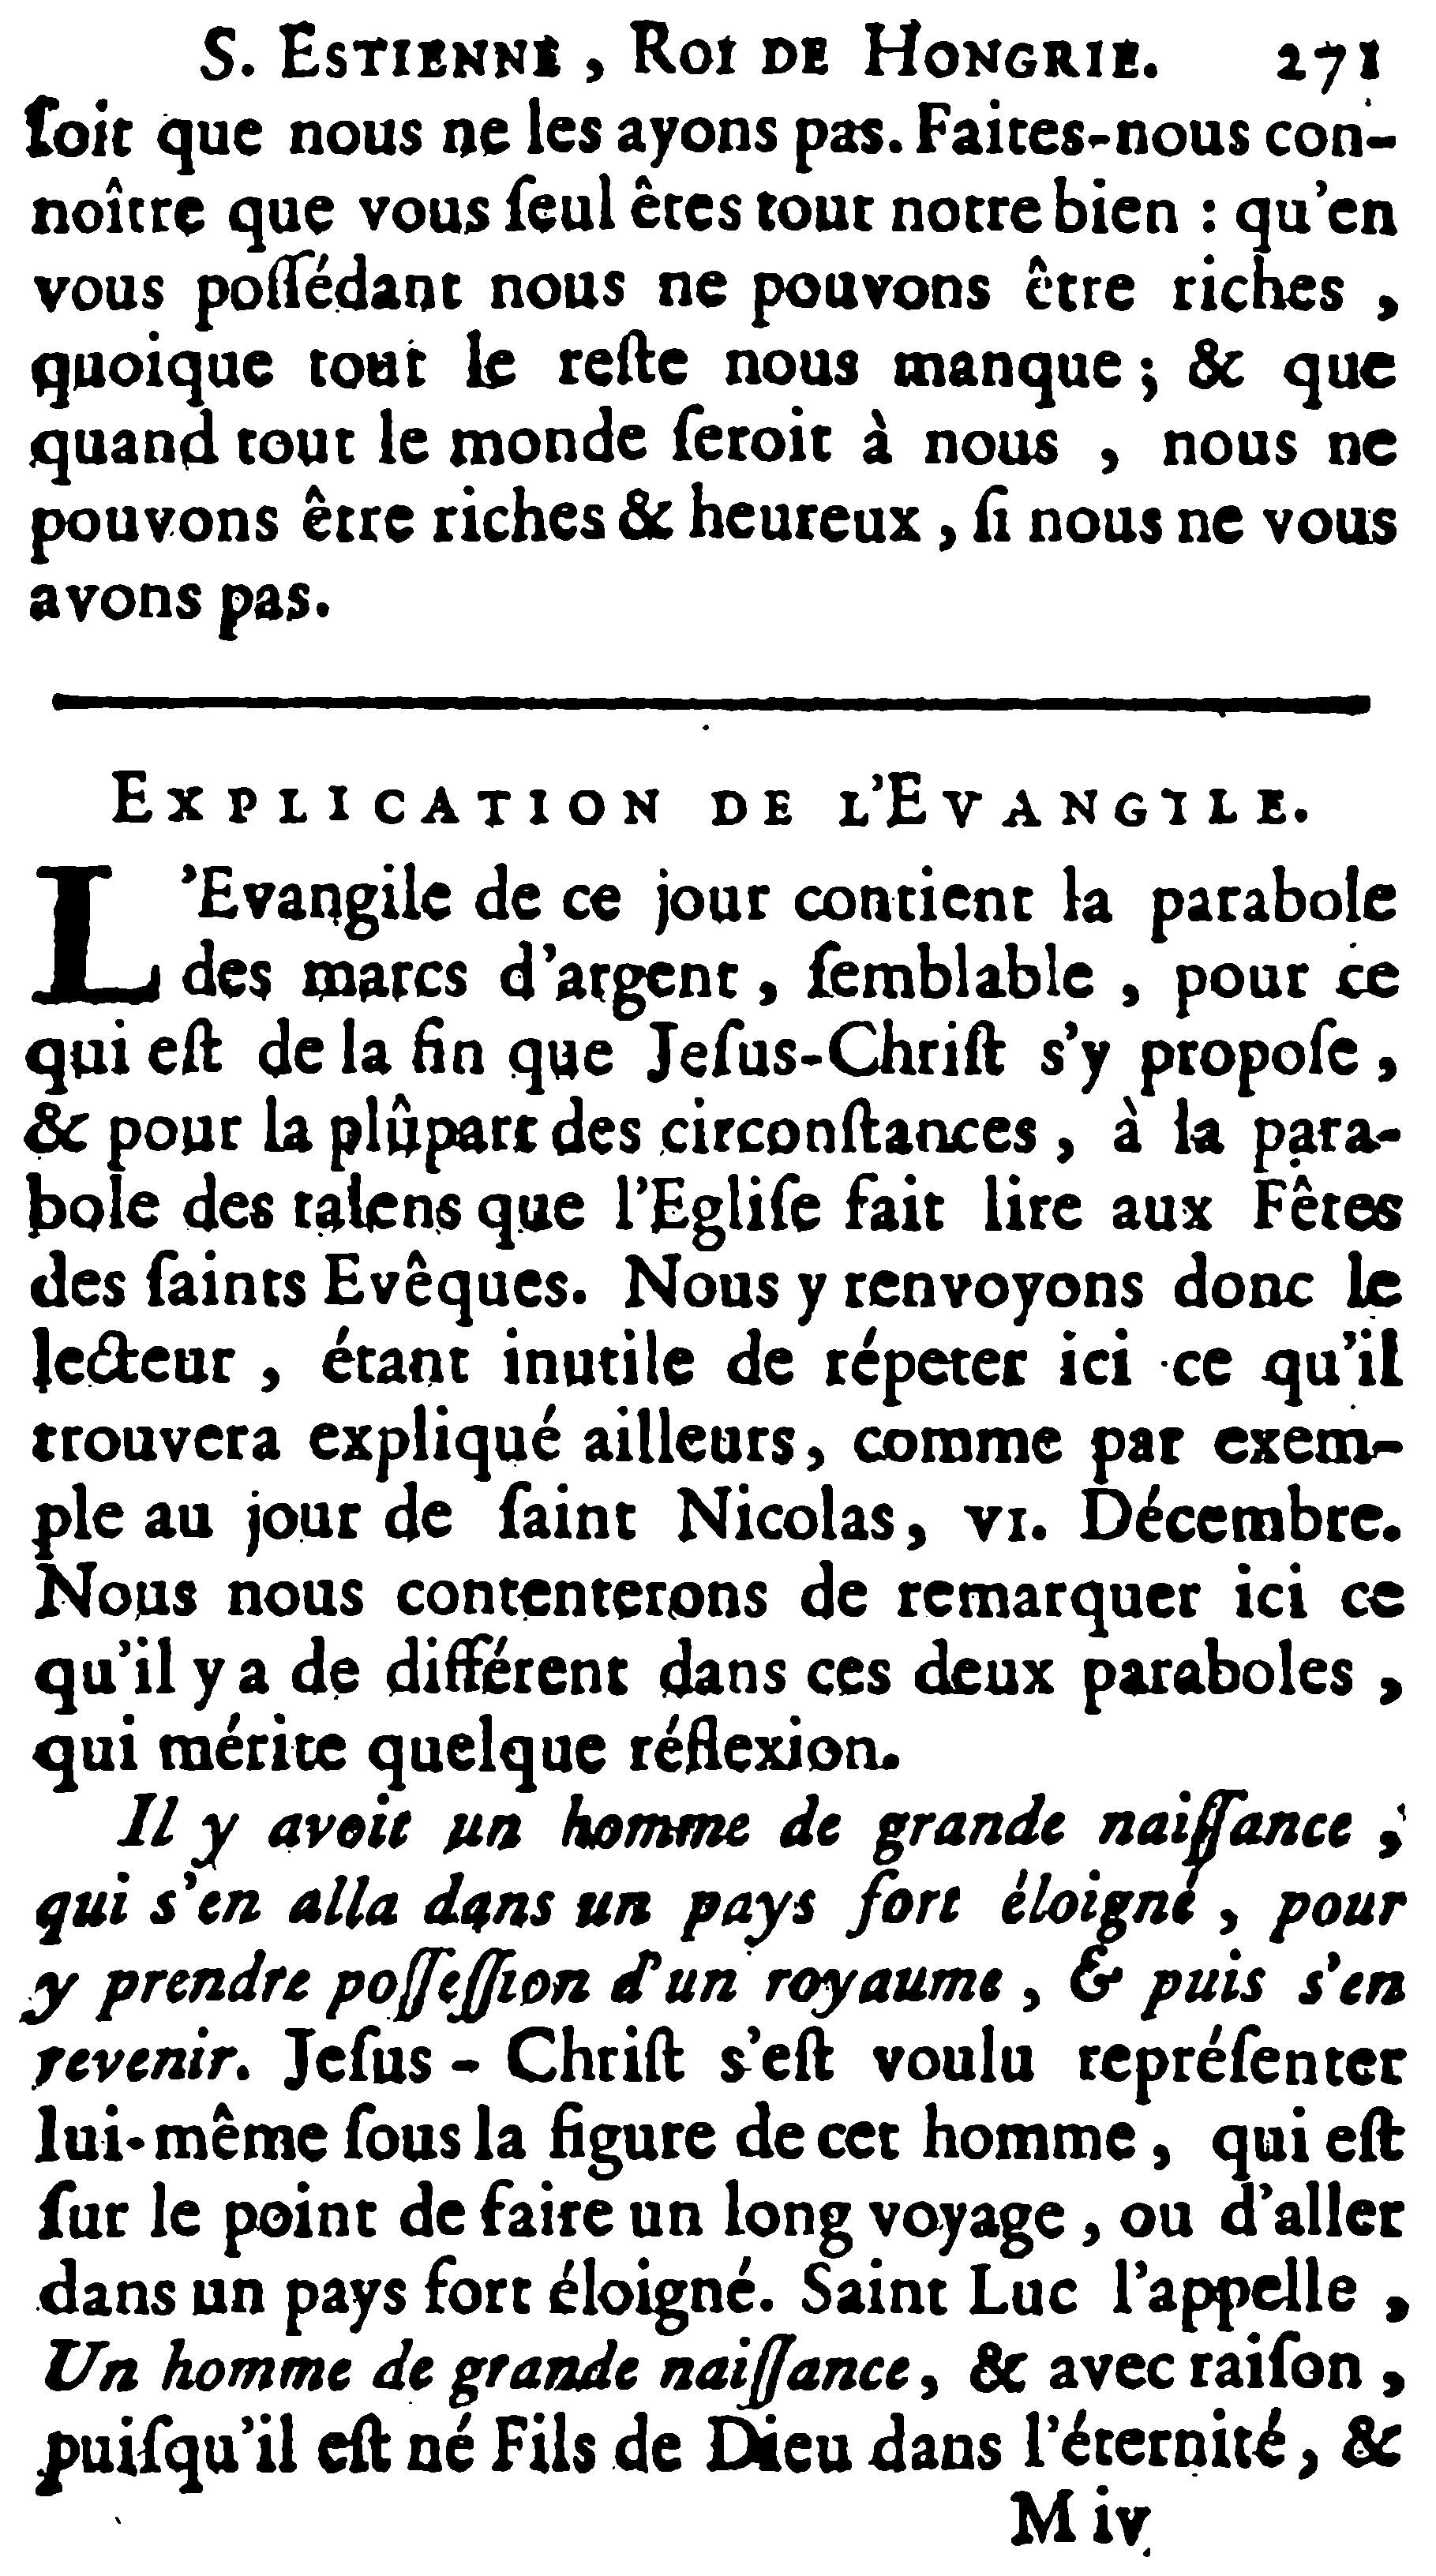 S. ESTIENNE, ROI DE HONGRIE. 271
ſoit que nous ne les ayons pas. Faites-nous con-
noître que vous ſeul êtes tout notre bien : qu'en
vous poſſédant nous ne pouvons être riches,
quoique tout le reſte nous manque; & que
quand tout le monde ſeroit à nous, nous ne
pouvons être riches & heureux, ſi nous ne vous
avons pas.
EXPLICATION DE L'EVANGILE.
L'Evangile de ce jour contient la parabole
des marcs d'argent, ſemblable, pour ce
qui eſt de la fin que Jeſus-Chriſt s'y propoſe,
& pour la plûpart des circonſtances, à la para-
bole des talens que l'Egliſe fait lire aux Fêtes
des ſaints Evêques. Nous y renvoyons donc le
lecteur, étant inutile de répeter ici ce qu'il
trouvera expliqué ailleurs, comme par exem-
ple au jour de ſaint Nicolas, VI. Décembre.
Nous nous contenterons de remarquer ici ce
qu'il y a de différent dans ces deux paraboles,
qui mérite quelque réflexion.
Il y avoit un homme de grande naiſſance,
qui s'en alla dans un pays fort éloigné, pour
y prendre poſſeſſion d'un royaume, & puis s'en
revenir. Jeſus-Chriſt s'eſt voulu repréſenter
lui-même ſous la figure de cet homme, qui eſt
ſur le point de faire un long voyage, ou d'aller
dans un pays fort éloigné. Saint Luc l'appelle,
Un homme de grande naiſſance, & avec raiſon,
puiſqu'il eſt né Fils de Dieu dans l'éternité, &
M iv